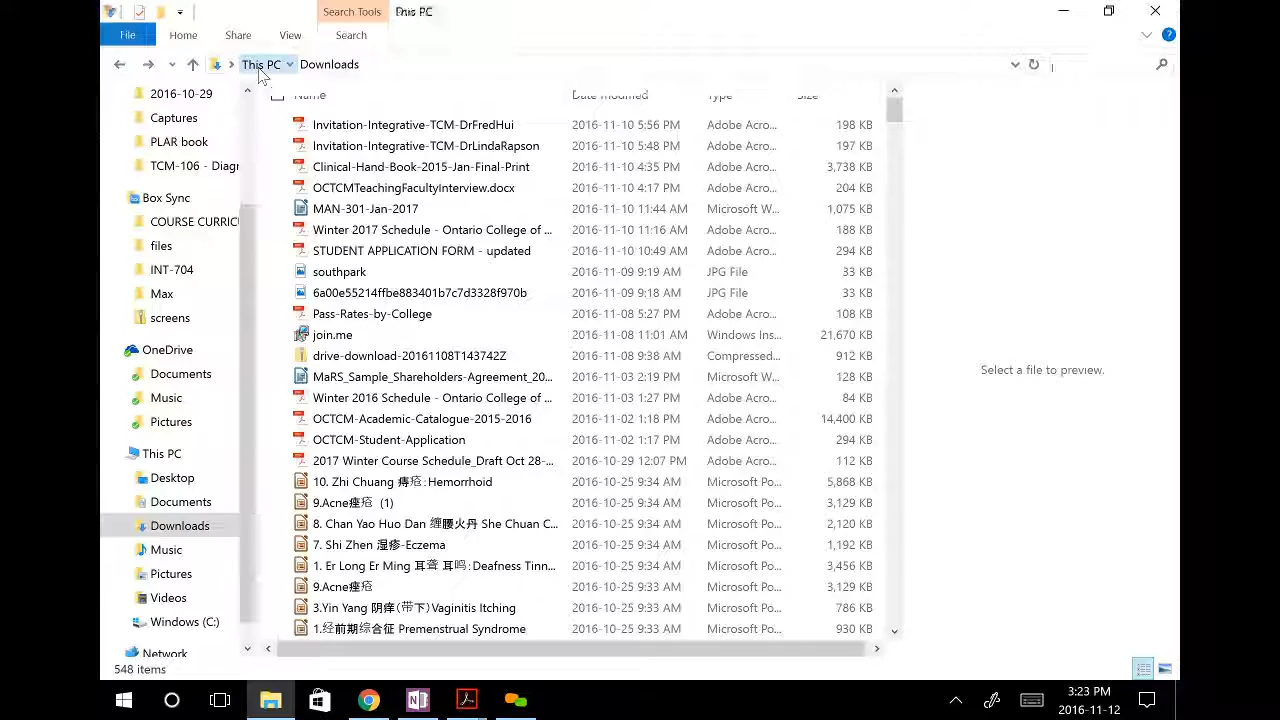 Search Tools This PC
File Home Share View Search
This PC Downloads
Name Date modified Type Size
2016-10-29
Captures
PLAR book
TCM-106 - Diagr
Box Sync
COURSE CURRIC
files
INT-704
Max
screens
OneDrive
Documents
Music
Pictures
This PC
Desktop
Documents
Downloads
Music
Pictures
Videos
Windows (C:)
Network
Invitation-Integrative-TCM-DrFredHui 2016-11-10 5:56 PM Adobe Acro... 198 KB
Invitation-Integrative-TCM-DrLindaRapson 2016-11-10 5:48 PM Adobe Acro... 197 KB
Clinical-Hand-Book-2015-Jan-Final-Print 2016-11-10 4:35 PM Adobe Acro... 3,738 KB
OCTCMTeachingFacultyInterview.docx 2016-11-10 4:17 PM Adobe Acro... 204 KB
MAN-301-Jan-2017 2016-11-10 11:44 AM Microsoft W... 1,075 KB
Winter 2017 Schedule - Ontario College of ... 2016-11-10 11:16 AM Adobe Acro... 188 KB
STUDENT APPLICATION FORM - updated 2016-11-10 10:49 AM Adobe Acro... 294 KB
southpark 2016-11-09 9:19 AM JPG File 33 KB
6a00e55214ffbe883401b7c7d3328f970b 2016-11-09 9:18 AM JPG File 33 KB
Pass-Rates-by-College 2016-11-08 5:27 PM Adobe Acro... 108 KB
join.me 2016-11-08 11:01 AM Windows Ins... 21,670 KB
drive-download-20161108T143742Z 2016-11-08 9:38 AM Compressed... 912 KB
MaRS_Sample_Shareholders-Agreement_20... 2016-11-03 2:19 PM Microsoft W... 128 KB
Winter 2016 Schedule - Ontario College of ... 2016-11-03 1:27 PM Adobe Acro... 84 KB
OCTCM-Academic-Catalogue-2015-2016 2016-11-02 1:18 PM Adobe Acro... 14,400 KB
OCTCM-Student-Application 2016-11-02 1:17 PM Adobe Acro... 294 KB
2017 Winter Course Schedule_Draft Oct 28-... 2016-10-29 12:07 PM Adobe Acro... 112 KB
10. Zhi Chuang 痔疮:Hemorrhoid 2016-10-25 9:34 AM Microsoft Po... 5,868 KB
9.Acne痤疮 (1) 2016-10-25 9:34 AM Microsoft Po... 3,129 KB
8. Chan Yao Huo Dan 缠腰火丹 She Chuan C... 2016-10-25 9:34 AM Microsoft Po... 2,120 KB
7. Shi Zhen 湿疹-Eczema 2016-10-25 9:34 AM Microsoft Po... 1,192 KB
1. Er Long Er Ming 耳聋 耳鸣:Deafness Tinn... 2016-10-25 9:34 AM Microsoft Po... 3,456 KB
9.Acne痤疮 2016-10-25 9:33 AM Microsoft Po... 3,129 KB
3.Yin Yang 阴痒(带下)Vaginitis Itching 2016-10-25 9:33 AM Microsoft Po... 786 KB
1.经前期综合征 Premenstrual Syndrome 2016-10-25 9:33 AM Microsoft Po... 930 KB
Select a file to preview.
548 items
3:23 PM
2016-11-12